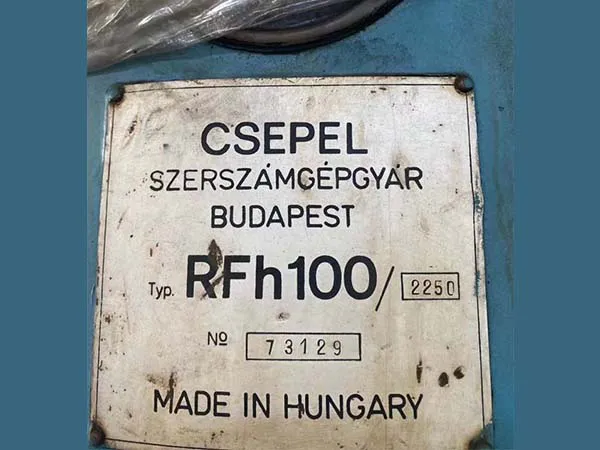 CSEPEL
SZERSZÁMGÉPGYÁR
BUDAPEST
Typ. RFh100/2250
№ 73129
MADE IN HUNGARY